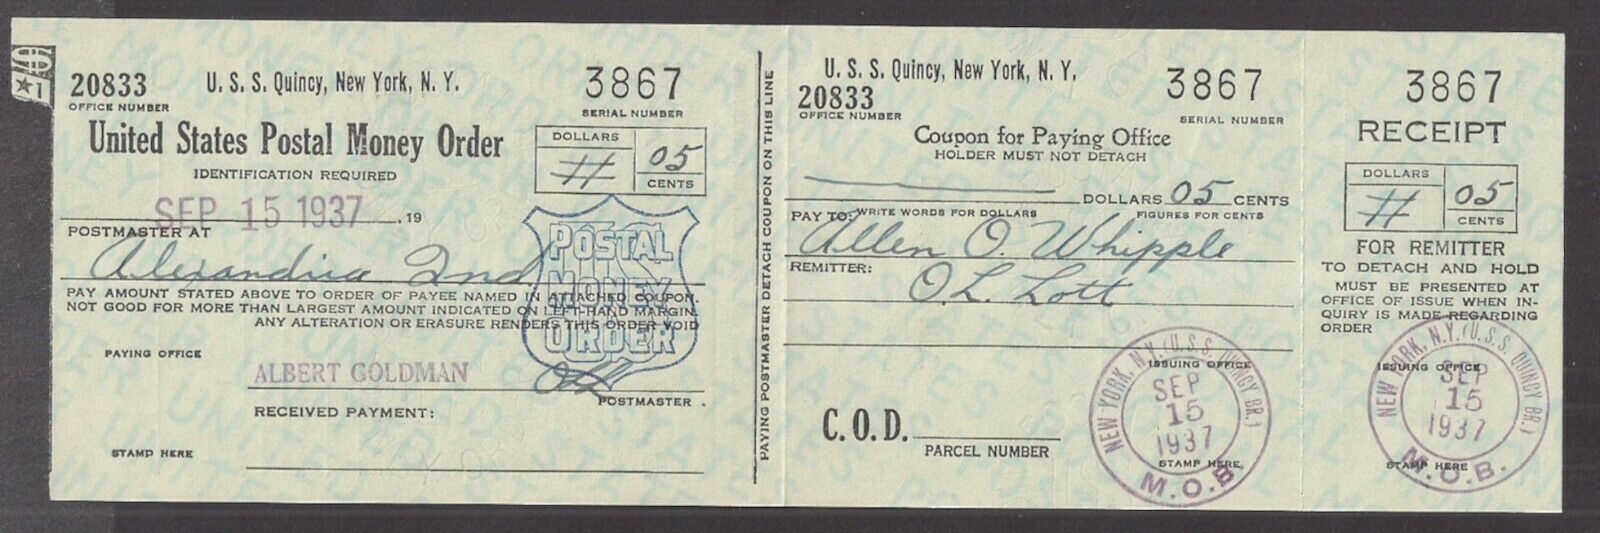 $
★1
20833
OFFICE NUMBER
U. S. S. Quincy, New York, N. Y.
3867
SERIAL NUMBER
United States Postal Money Order
IDENTIFICATION REQUIRED
DOLLARS
# 05
CENTS
SEP 15 1937 , 19
POSTMASTER AT
Alexandria Ind.
POSTAL
MONEY
ORDER
PAY AMOUNT STATED ABOVE TO ORDER OF PAYEE NAMED IN ATTACHED COUPON.
NOT GOOD FOR MORE THAN LARGEST AMOUNT INDICATED ON LEFT-HAND MARGIN.
ANY ALTERATION OR ERASURE RENDERS THIS ORDER VOID
PAYING OFFICE
ALBERT GOLDMAN
POSTMASTER .
RECEIVED PAYMENT:
STAMP HERE
PAYING POSTMASTER DETACH COUPON ON THIS LINE
U. S. S. Quincy, New York, N. Y.
20833
OFFICE NUMBER
3867
SERIAL NUMBER
Coupon for Paying Office
HOLDER MUST NOT DETACH
DOLLARS 05 CENTS
PAY TO: WRITE WORDS FOR DOLLARS FIGURES FOR CENTS
Allen O. Whipple
REMITTER:
O.L. Lott
ISSUING OFFICE
C. O. D.
PARCEL NUMBER
NEW YORK, N.Y. (U.S.S. QUINCY BR.)
SEP
15
1937
STAMP HERE
M.O.B.
3867
RECEIPT
DOLLARS
# 05
CENTS
FOR REMITTER
TO DETACH AND HOLD
MUST BE PRESENTED AT
OFFICE OF ISSUE WHEN IN-
QUIRY IS MADE REGARDING
ORDER
ISSUING OFFICE
NEW YORK, N.Y. (U.S.S. QUINCY BR.)
SEP
15
1937
STAMP HERE
M.O.B.